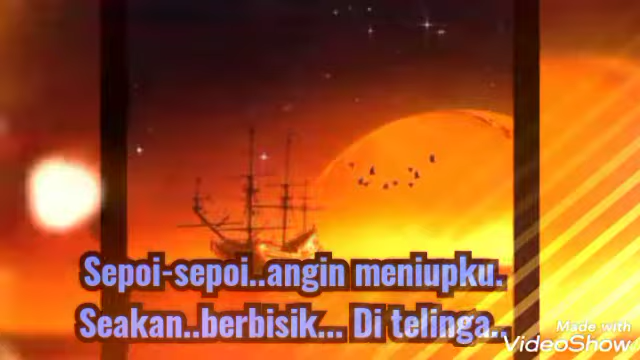 Sepoi-sepoi..angin meniupku.
Seakan..berbisik... Di telinga..
Made with
VideoShow